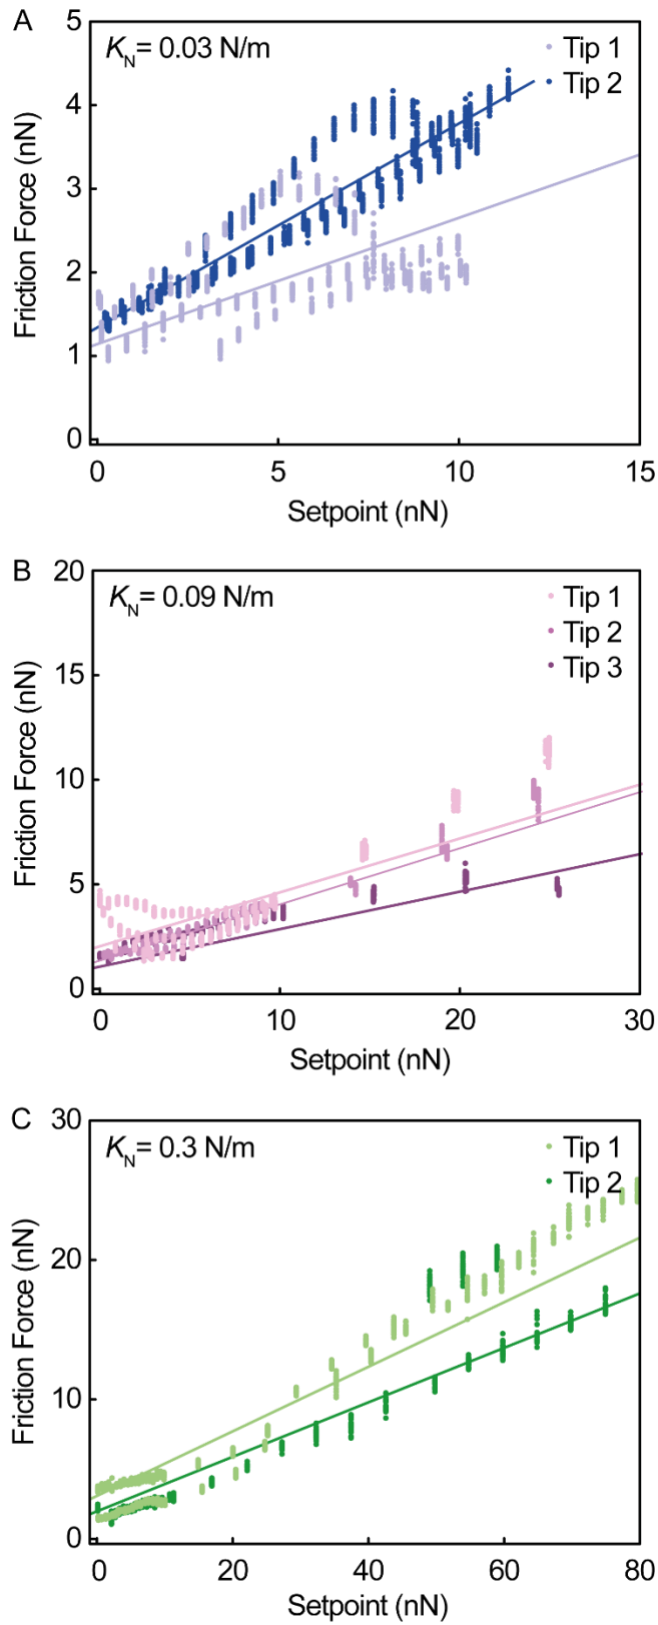 A
5
K_N= 0.03 N/m
Tip 1
Tip 2
4
3
2
1
0
Friction Force (nN)
0 5 10 15
Setpoint (nN)
B
20
K_N= 0.09 N/m
Tip 1
Tip 2
Tip 3
15
10
5
0
Friction Force (nN)
0 10 20 30
Setpoint (nN)
C
30
K_N= 0.3 N/m
Tip 1
Tip 2
20
10
0
Friction Force (nN)
0 20 40 60 80
Setpoint (nN)